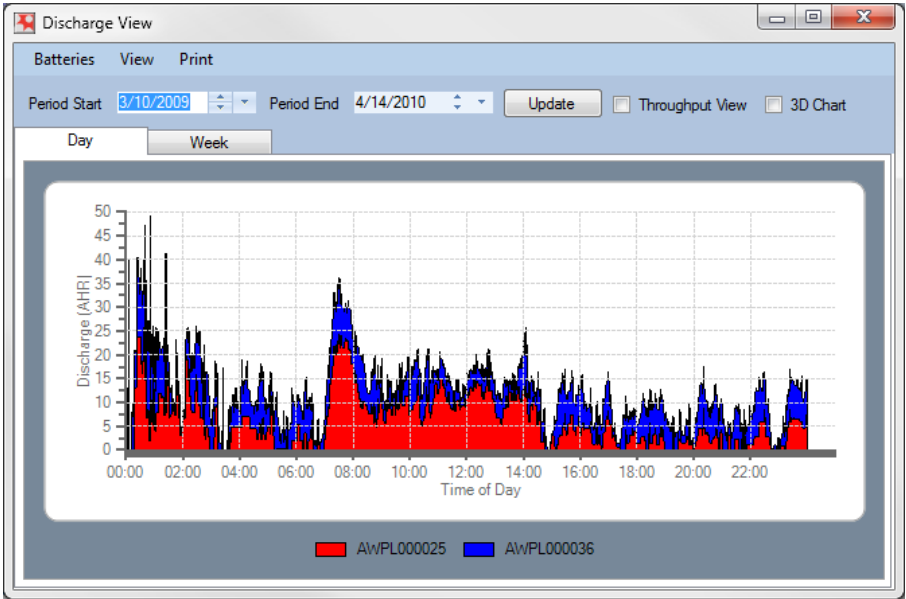 Discharge View
Batteries View Print
Period Start 3/10/2009 Period End 4/14/2010 Update Throughput View 3D Chart
Day Week
50
45
40
35
30
25
20
15
10
5
0
Discharge [AHR]
00:00 02:00 04:00 06:00 08:00 10:00 12:00 14:00 16:00 18:00 20:00 22:00
Time of Day
AWPL000025 AWPL000036